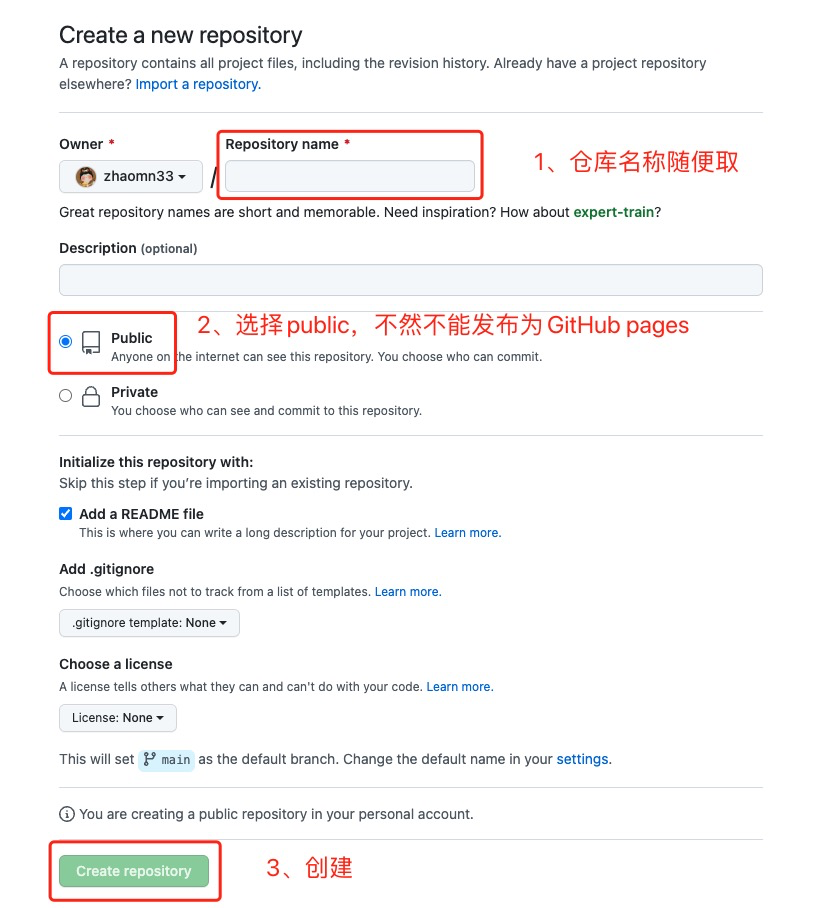 Create a new repository
A repository contains all project files, including the revision history. Already have a project repository
elsewhere? Import a repository.
Owner * Repository name *
1、仓库名称随便取
zhaomn33 /
Great repository names are short and memorable. Need inspiration? How about expert-train?
Description (optional)
2、选择public，不然不能发布为GitHub pages
Public
Anyone on the internet can see this repository. You choose who can commit.
Private
You choose who can see and commit to this repository.
Initialize this repository with:
Skip this step if you’re importing an existing repository.
Add a README file
This is where you can write a long description for your project. Learn more.
Add .gitignore
Choose which files not to track from a list of templates. Learn more.
.gitignore template: None
Choose a license
A license tells others what they can and can't do with your code. Learn more.
License: None
This will set main as the default branch. Change the default name in your settings.
You are creating a public repository in your personal account.
Create repository
3、创建